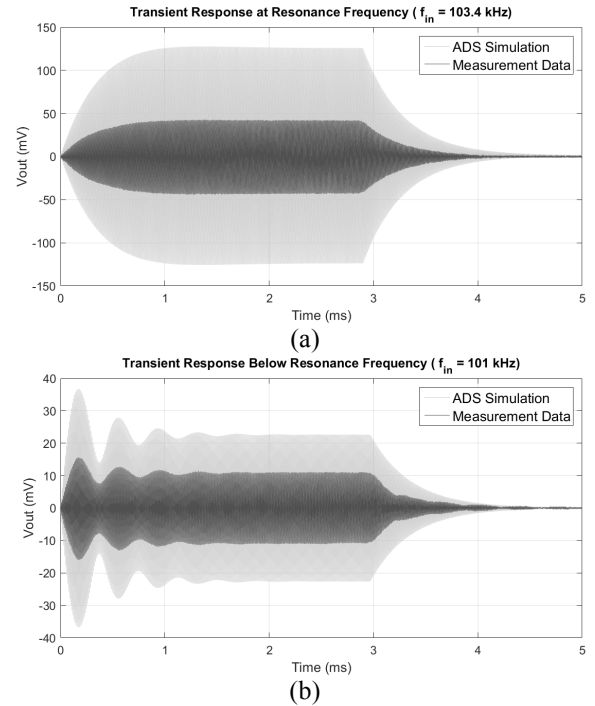 Transient Response at Resonance Frequency ( f_in = 103.4 kHz)
150
100
50
0
-50
-100
-150
Vout (mV)
ADS Simulation
Measurement Data
0 1 2 3 4 5
Time (ms)
(a)
Transient Response Below Resonance Frequency ( f_in = 101 kHz)
40
30
20
10
0
-10
-20
-30
-40
Vout (mV)
ADS Simulation
Measurement Data
0 1 2 3 4 5
Time (ms)
(b)